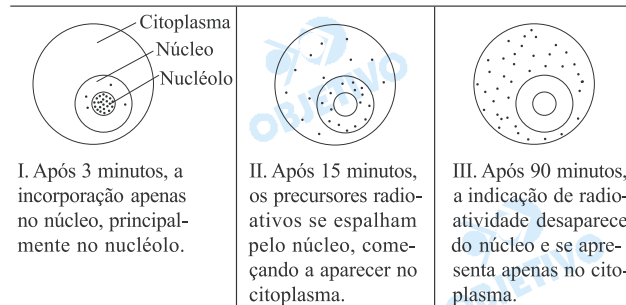 Citoplasma
Núcleo
Nucléolo
I. Após 3 minutos, a
incorporação apenas
no núcleo, principal-
mente no nucléolo.
II. Após 15 minutos,
os precursores radio-
ativos se espalham
pelo núcleo, come-
çando a aparecer no
citoplasma.
III. Após 90 minutos,
a indicação de radio-
atividade desaparece
do núcleo e se apre-
senta apenas no cito-
plasma.
OBJETIVO
OBJETIVO